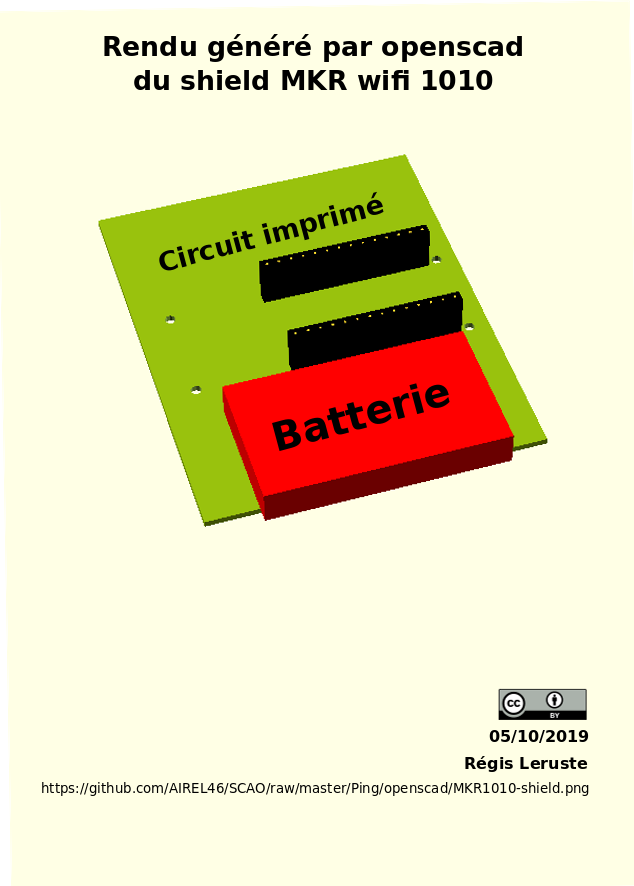 Rendu généré par openscad
du shield MKR wifi 1010
Circuit imprimé
Batterie
cc
BY
05/10/2019
Régis Leruste
https://github.com/AIREL46/SCAO/raw/master/Ping/openscad/MKR1010-shield.png